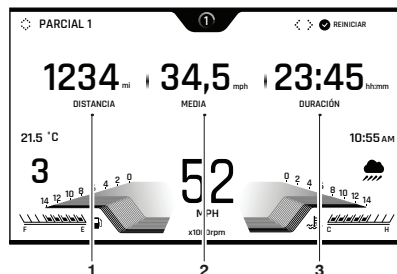 PARCIAL 1
1
REINICIAR
1234 mi
34,5 mph
23:45 hh:mm
DISTANCIA
MEDIA
DURACIÓN
21.5 °C
10:55 AM
3
52
14 12 10 8 6 4 2 0
0 2 4 6 8 10 12 14
MPH
x1000rpm
F E
C H
1 2 3